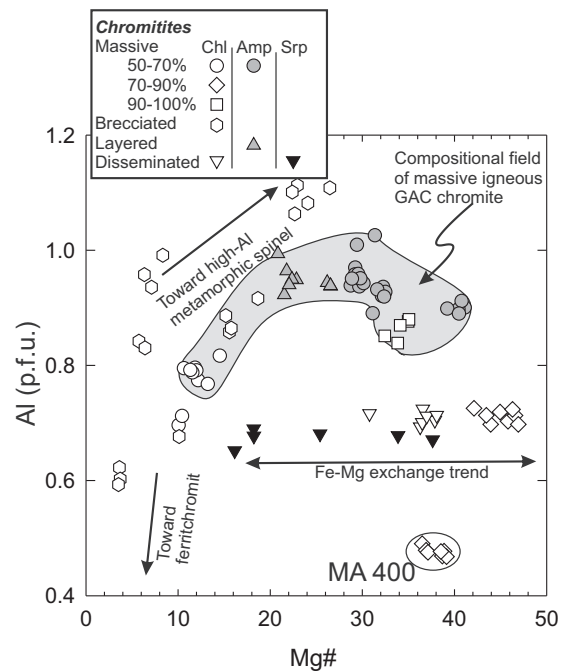 Chromitites
Massive Chl Amp Srp
50-70%
70-90%
90-100%
Brecciated
Layered
Disseminated
1.2
1.0
0.8
0.6
0.4
Al (p.f.u.)
Compositional field
of massive igneous
GAC chromite
Toward high-Al
metamorphic spinel
Fe-Mg exchange trend
Toward
ferritchromit
MA 400
0 10 20 30 40 50
Mg#